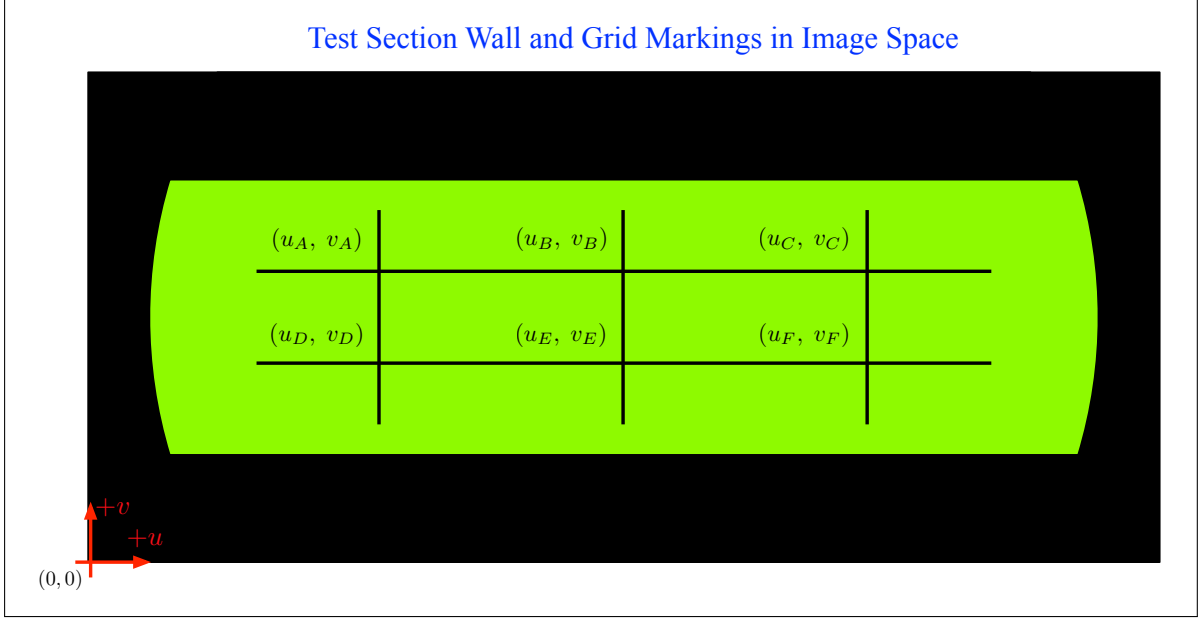 Test Section Wall and Grid Markings in Image Space
(u_A, v_A) (u_B, v_B) (u_C, v_C)
(u_D, v_D) (u_E, v_E) (u_F, v_F)
+v
+u
(0,0)